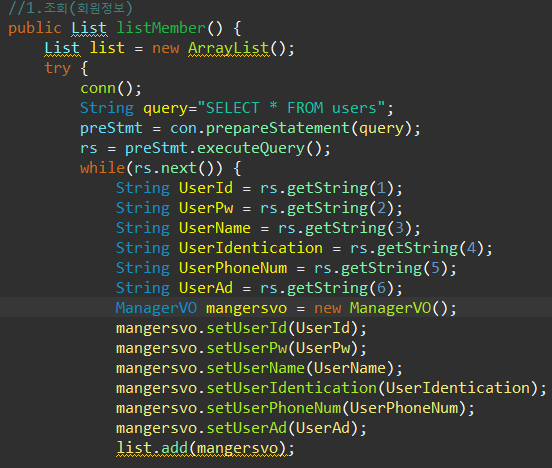 //1.조회(회원정보)
public List listMember() {
List list = new ArrayList();
try {
conn();
String query="SELECT * FROM users";
preStmt = con.prepareStatement(query);
rs = preStmt.executeQuery();
while(rs.next()) {
String UserId = rs.getString(1);
String UserPw = rs.getString(2);
String UserName = rs.getString(3);
String UserIdentication = rs.getString(4);
String UserPhoneNum = rs.getString(5);
String UserAd = rs.getString(6);
ManagerVO mangersvo = new ManagerVO();
mangersvo.setUserId(UserId);
mangersvo.setUserPw(UserPw);
mangersvo.setUserName(UserName);
mangersvo.setUserIdentication(UserIdentication);
mangersvo.setUserPhoneNum(UserPhoneNum);
mangersvo.setUserAd(UserAd);
list.add(mangersvo);